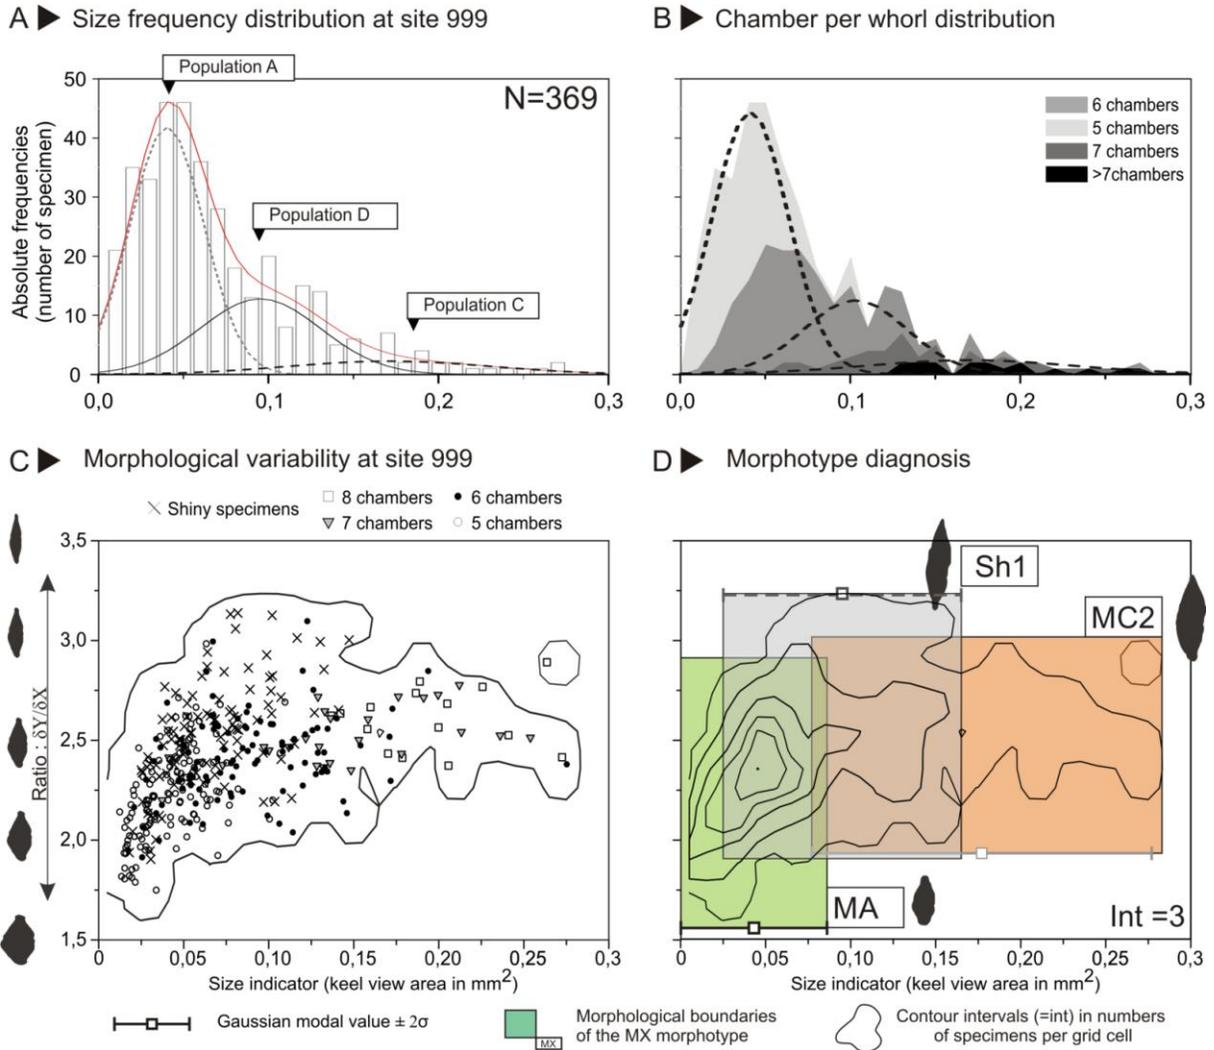 A Size frequency distribution at site 999
Population A
N=369
Population D
Population C
Absolute frequencies
(number of specimen)
50
40
30
20
10
0
0,0 0,1 0,2 0,3
B Chamber per whorl distribution
6 chambers
5 chambers
7 chambers
>7chambers
0,0 0,1 0,2 0,3
C Morphological variability at site 999
Shiny specimens
8 chambers
6 chambers
7 chambers
5 chambers
Ratio : δY/δX
3,5
3,0
2,5
2,0
1.5
0 0,05 0,10 0,15 0,20 0,25 0,3
Size indicator (keel view area in mm²)
D Morphotype diagnosis
Sh1
MC2
MA
Int =3
0 0,05 0,10 0,15 0,20 0,25 0,3
Size indicator (keel view area in mm²)
Gaussian modal value ± 2σ
MX
Morphological boundaries
of the MX morphotype
Contour intervals (=int) in numbers
of specimens per grid cell